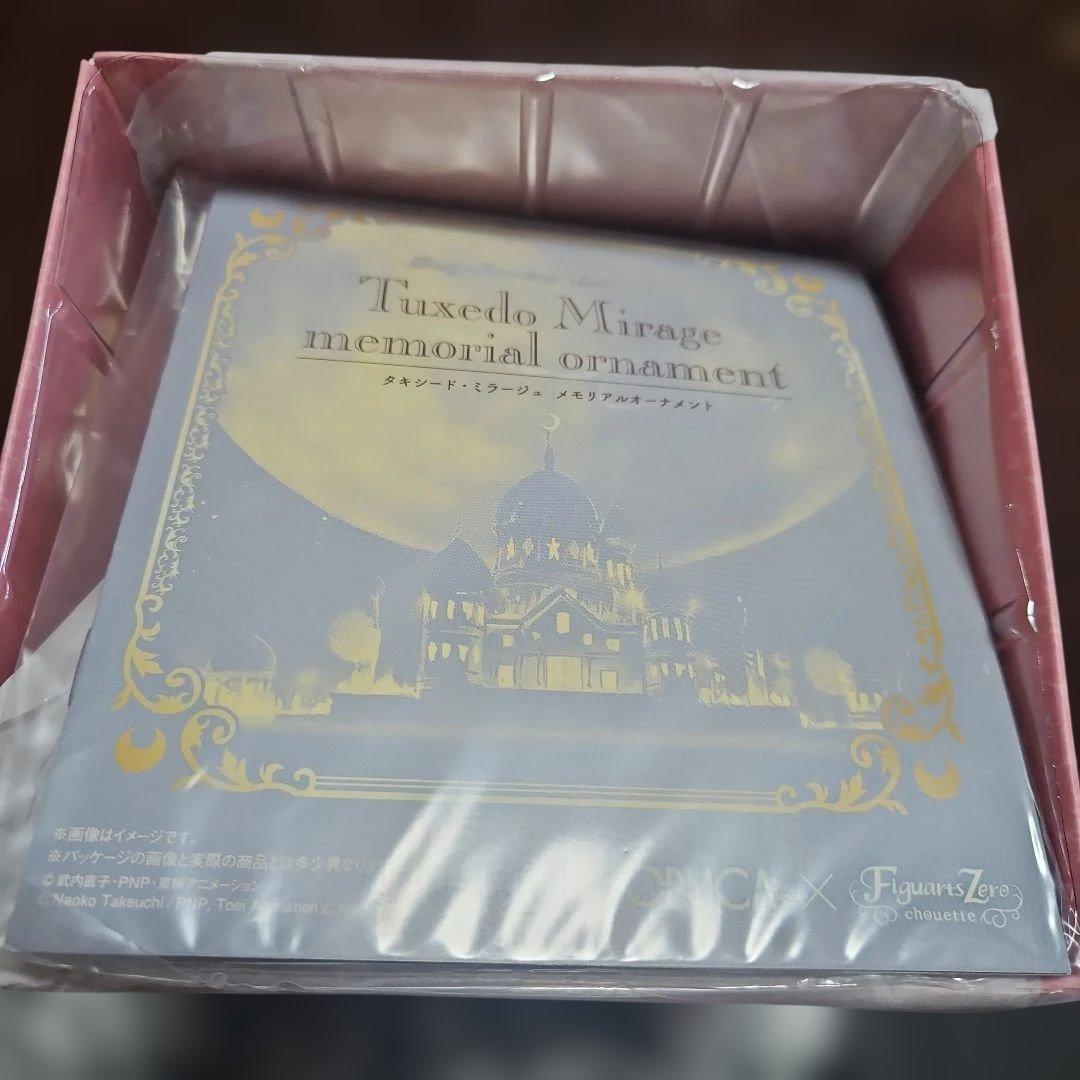 Tuxedo Mirage
memorial ornament
タキシード・ミラージュ メモリアルオーナメント
※画像はイメージです。
※パッケージの画像と実際の商品とは多少異なり
© 武内直子・PNP・東映アニメーション
Naoko Takeuchi / PNP, Toei Animation
× FiguartsZero
chouette